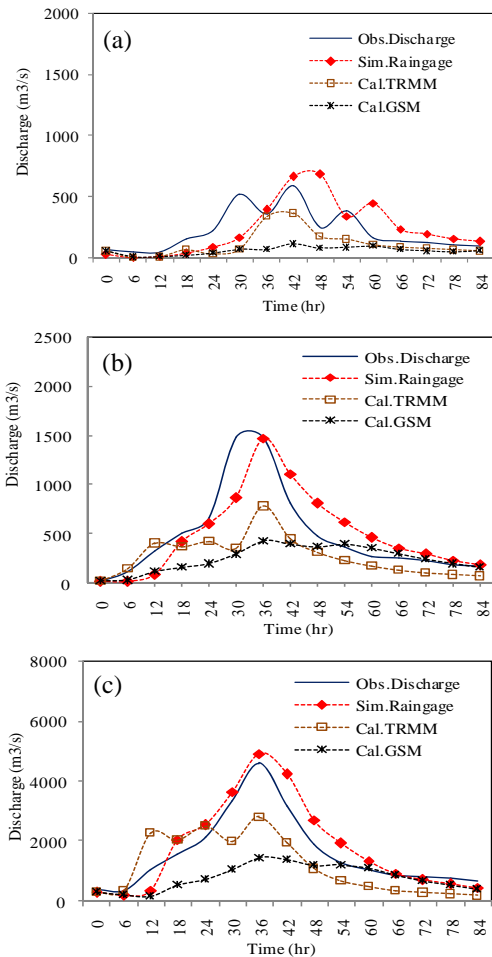 (a)
Obs.Discharge
Sim.Raingage
Cal.TRMM
Cal.GSM
Discharge (m3/s)
2000
1500
1000
500
0
0 6 12 18 24 30 36 42 48 54 60 66 72 78 84
Time (hr)
(b)
Obs.Discharge
Sim.Raingage
Cal.TRMM
Cal.GSM
Discharge (m3/s)
2500
2000
1500
1000
500
0
0 6 12 18 24 30 36 42 48 54 60 66 72 78 84
Time (hr)
(c)
Obs.Discharge
Sim.Raingage
Cal.TRMM
Cal.GSM
Discharge (m3/s)
8000
6000
4000
2000
0
0 6 12 18 24 30 36 42 48 54 60 66 72 78 84
Time (hr)